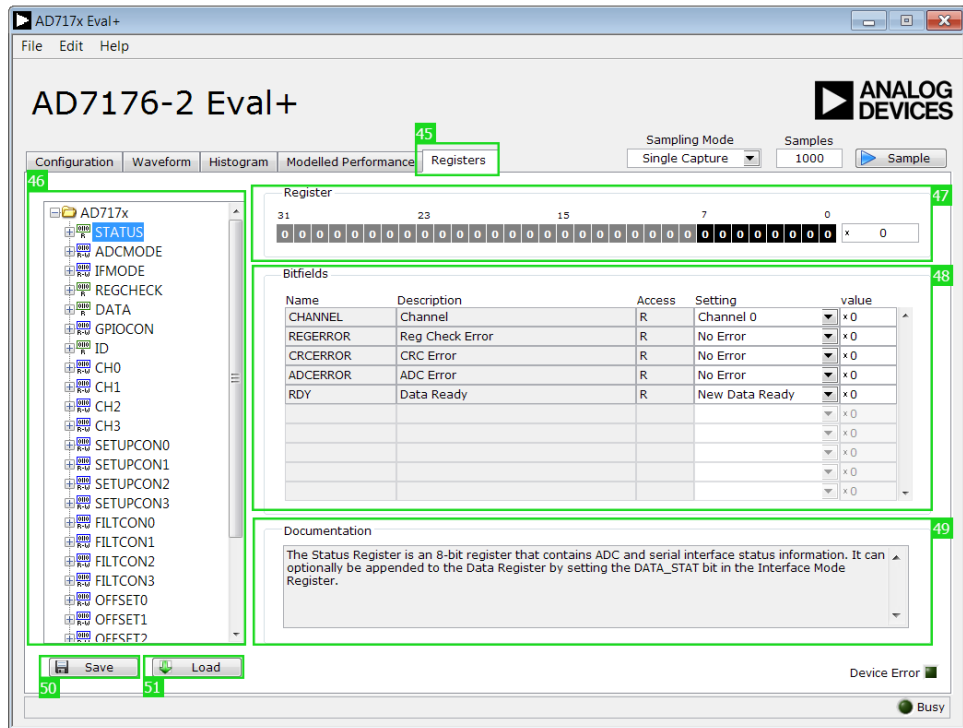 AD717x Eval+
File Edit Help
AD7176-2 Eval+
ANALOG
DEVICES
45
Sampling Mode Samples
Configuration Waveform Histogram Modelled Performance Registers Single Capture 1000 Sample
46
47
Register
31 23 15 7 0
0 0 0 0 0 0 0 0 0 0 0 0 0 0 0 0 0 0 0 0 0 0 0 0 0 0 0 0 0 0 0 0 x 0
AD717x
STATUS
ADCMODE
IFMODE
REGCHECK
DATA
GPIOCON
ID
CH0
CH1
CH2
CH3
SETUPCON0
SETUPCON1
SETUPCON2
SETUPCON3
FILTCON0
FILTCON1
FILTCON2
FILTCON3
OFFSET0
OFFSET1
OFFSET2
48
Bitfields
Name Description Access Setting value
CHANNEL Channel R Channel 0 x 0
REGERROR Reg Check Error R No Error x 0
CRCERROR CRC Error R No Error x 0
ADCERROR ADC Error R No Error x 0
RDY Data Ready R New Data Ready x 0
x 0
x 0
x 0
x 0
x 0
49
Documentation
The Status Register is an 8-bit register that contains ADC and serial interface status information. It can
optionally be appended to the Data Register by setting the DATA_STAT bit in the Interface Mode
Register.
Save Load
50 51
Device Error
Busy